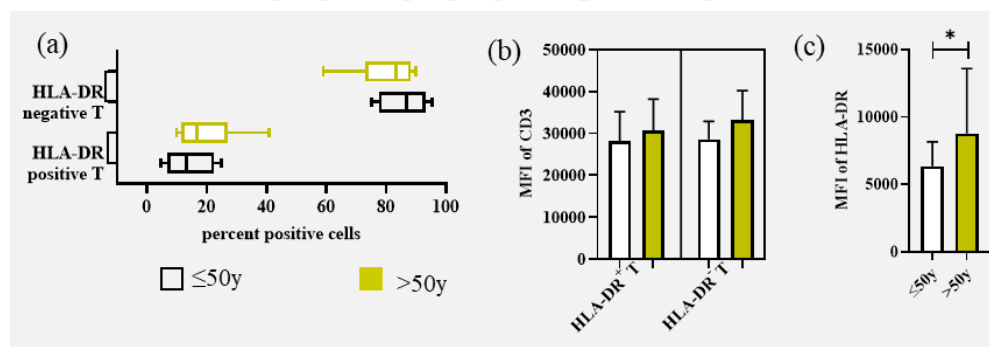 (a)
HLA-DR
negative T
HLA-DR
positive T
0 20 40 60 80 100
percent positive cells
≤50y >50y
(b)
MFI of CD3
50000
40000
30000
20000
10000
0
HLA-DR⁺T
HLA-DR⁻T
(c)
*
MFI of HLA-DR
15000
10000
5000
0
≤50y
>50y